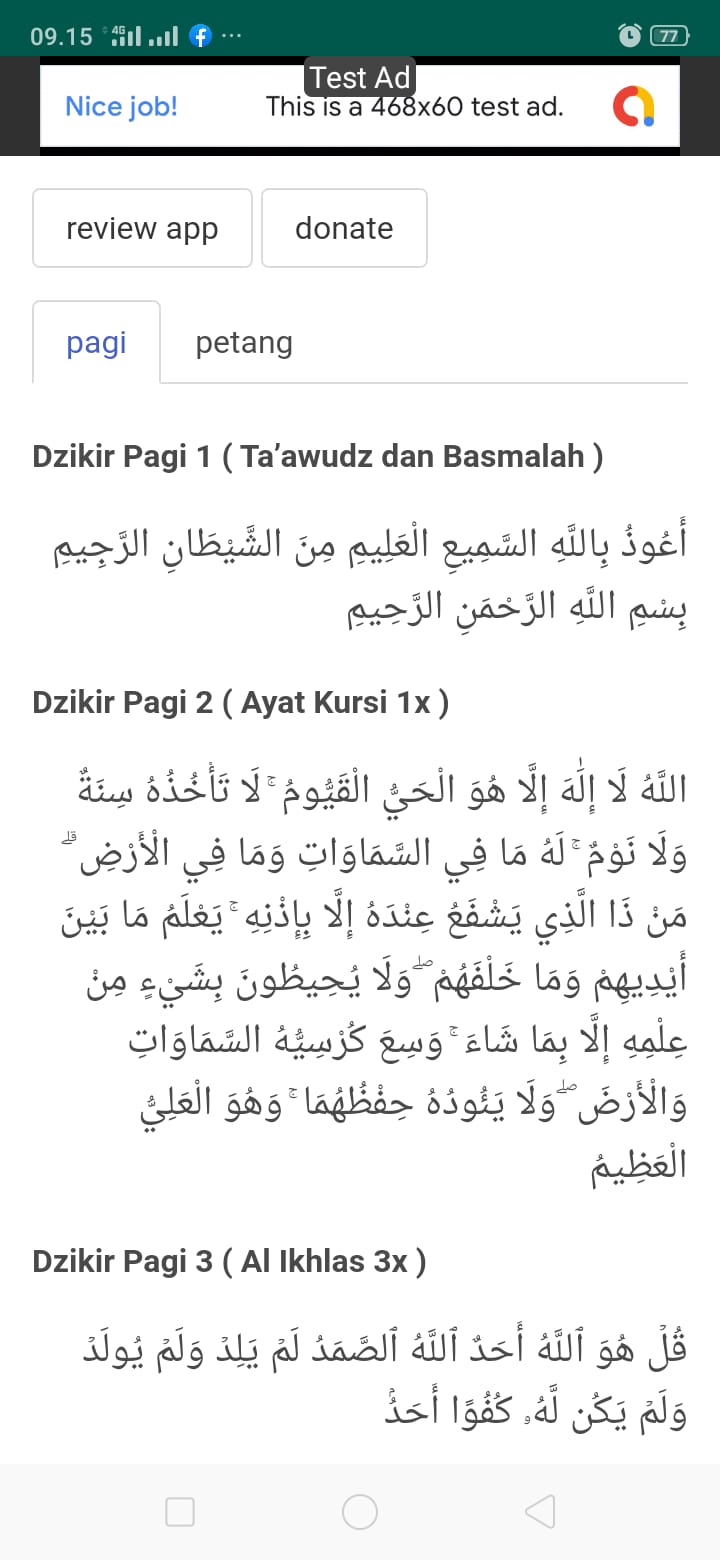 09.15 4G 77
Test Ad
Nice job! This is a 468x60 test ad.
review app donate
pagi petang
Dzikir Pagi 1 ( Ta’awudz dan Basmalah )
أَعُوذُ بِاللَّهِ السَّمِيعِ الْعَلِيمِ مِنَ الشَّيْطَانِ الرَّجِيمِ
بِسْمِ اللَّهِ الرَّحْمَنِ الرَّحِيمِ
Dzikir Pagi 2 ( Ayat Kursi 1x )
اللَّهُ لَا إِلَٰهَ إِلَّا هُوَ الْحَيُّ الْقَيُّومُ ۚ لَا تَأْخُذُهُ سِنَةٌ
وَلَا نَوْمٌ ۚ لَهُ مَا فِي السَّمَاوَاتِ وَمَا فِي الْأَرْضِ ۗ
مَنْ ذَا الَّذِي يَشْفَعُ عِنْدَهُ إِلَّا بِإِذْنِهِ ۚ يَعْلَمُ مَا بَيْنَ
أَيْدِيهِمْ وَمَا خَلْفَهُمْ ۖ وَلَا يُحِيطُونَ بِشَيْءٍ مِنْ
عِلْمِهِ إِلَّا بِمَا شَاءَ ۚ وَسِعَ كُرْسِيُّهُ السَّمَاوَاتِ
وَالْأَرْضَ ۖ وَلَا يَئُودُهُ حِفْظُهُمَا ۚ وَهُوَ الْعَلِيُّ
الْعَظِيمُ
Dzikir Pagi 3 ( Al Ikhlas 3x )
قُلۡ هُوَ ٱللَّهُ أَحَدٌ ٱللَّهُ ٱلصَّمَدُ لَمۡ يَلِدۡ وَلَمۡ يُولَدۡ
وَلَمۡ يَكُن لَّهُۥ كُفُوًا أَحَدُۢ